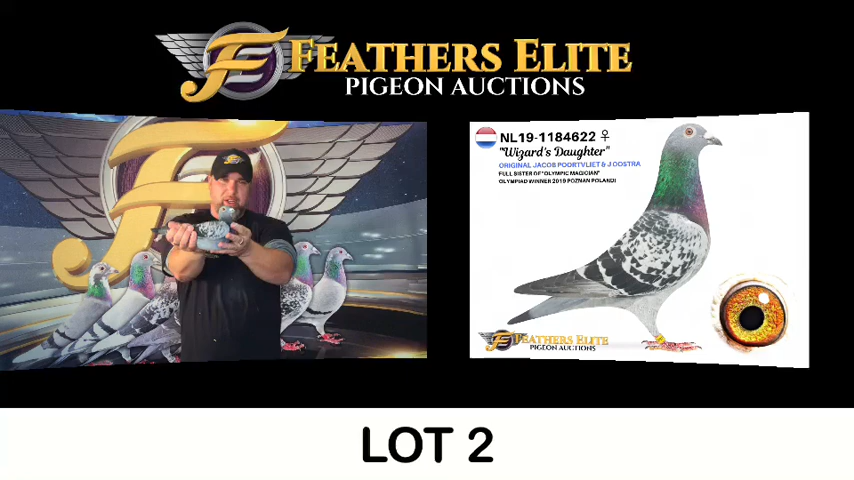 FEATHERS ELITE
PIGEON AUCTIONS
NL19-1184622 ♀
"Wizard's Daughter"
ORIGINAL JACOB POORTVLIET & J OOSTRA
FULL SISTER OF "OLYMPIC MAGICIAN"
OLYMPIAD WINNER 2019 POZNAN POLAND!
FEATHERS ELITE
PIGEON AUCTIONS
LOT 2